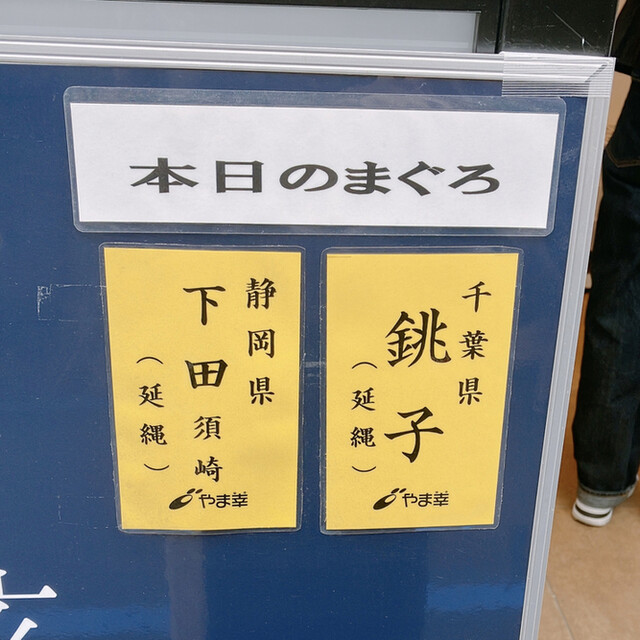 本日のまぐろ
千葉県
銚子
(延縄)
やま幸
静岡県
下田須崎
(延縄)
やま幸